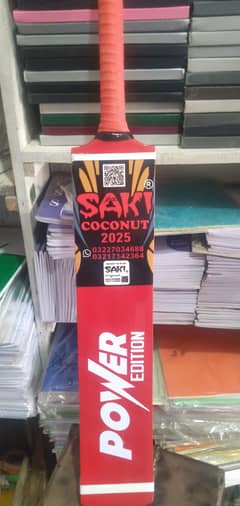 SAKI
®
COCONUT
2025
03227034688
03217142364
SAKI
POWER
EDITION